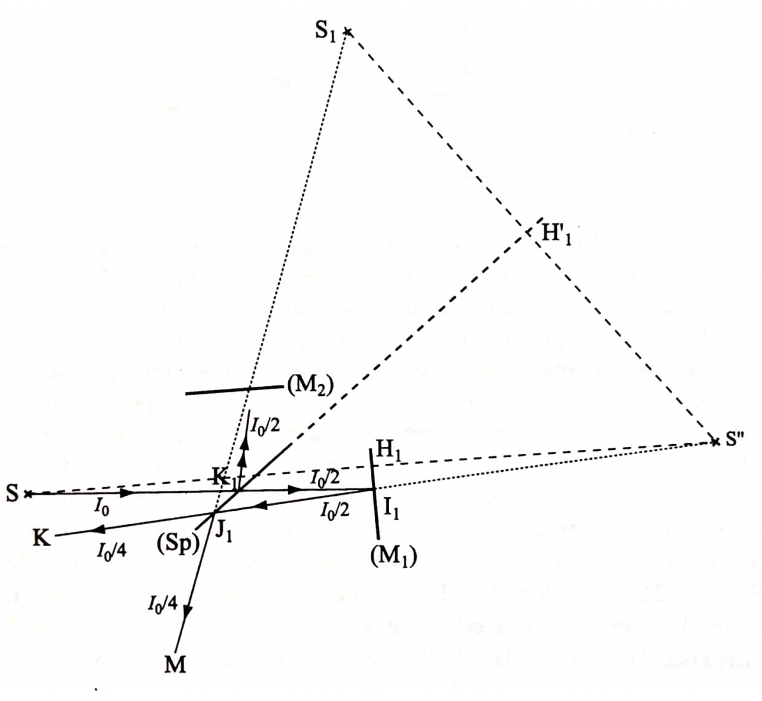 S₁
H'₁
(M₂)
I₀/2
S"
H₁
K₁
I₀/2
S
I₀
I₀/2
I₁
K
I₀/4
(Sp)
J₁
(M₁)
I₀/4
M